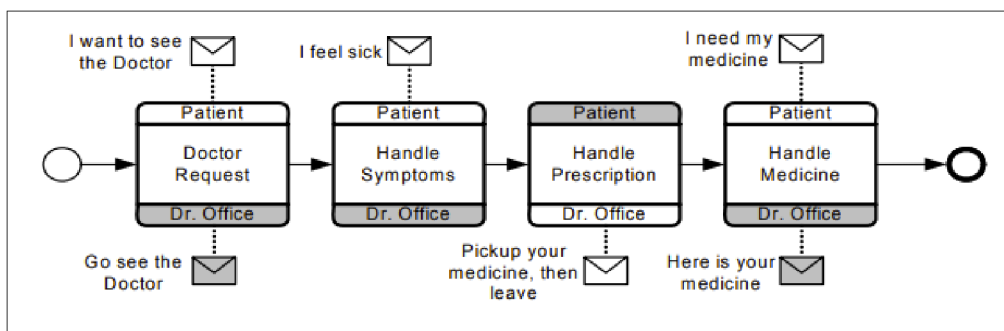 I want to see
the Doctor
I feel sick
I need my
medicine
Patient
Doctor
Request
Dr. Office
Patient
Handle
Symptoms
Dr. Office
Patient
Handle
Prescription
Dr. Office
Patient
Handle
Medicine
Dr. Office
Go see the
Doctor
Pickup your
medicine, then
leave
Here is your
medicine